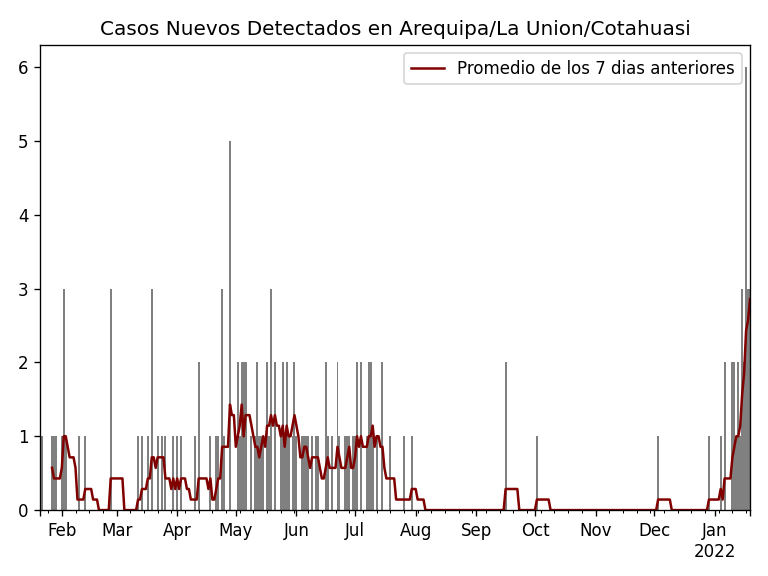 Casos Nuevos Detectados en Arequipa/La Union/Cotahuasi
Promedio de los 7 dias anteriores
6
5
4
3
2
1
0
Feb Mar Apr May Jun Jul Aug Sep Oct Nov Dec Jan
2022